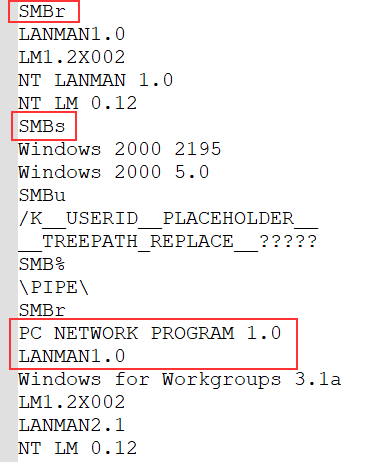 SMBr
LANMAN1.0
LM1.2X002
NT LANMAN 1.0
NT LM 0.12
SMBs
Windows 2000 2195
Windows 2000 5.0
SMBu
/K__USERID__PLACEHOLDER__
__TREEPATH_REPLACE__?????
SMB%
\PIPE\
SMBr
PC NETWORK PROGRAM 1.0
LANMAN1.0
Windows for Workgroups 3.1a
LM1.2X002
LANMAN2.1
NT LM 0.12